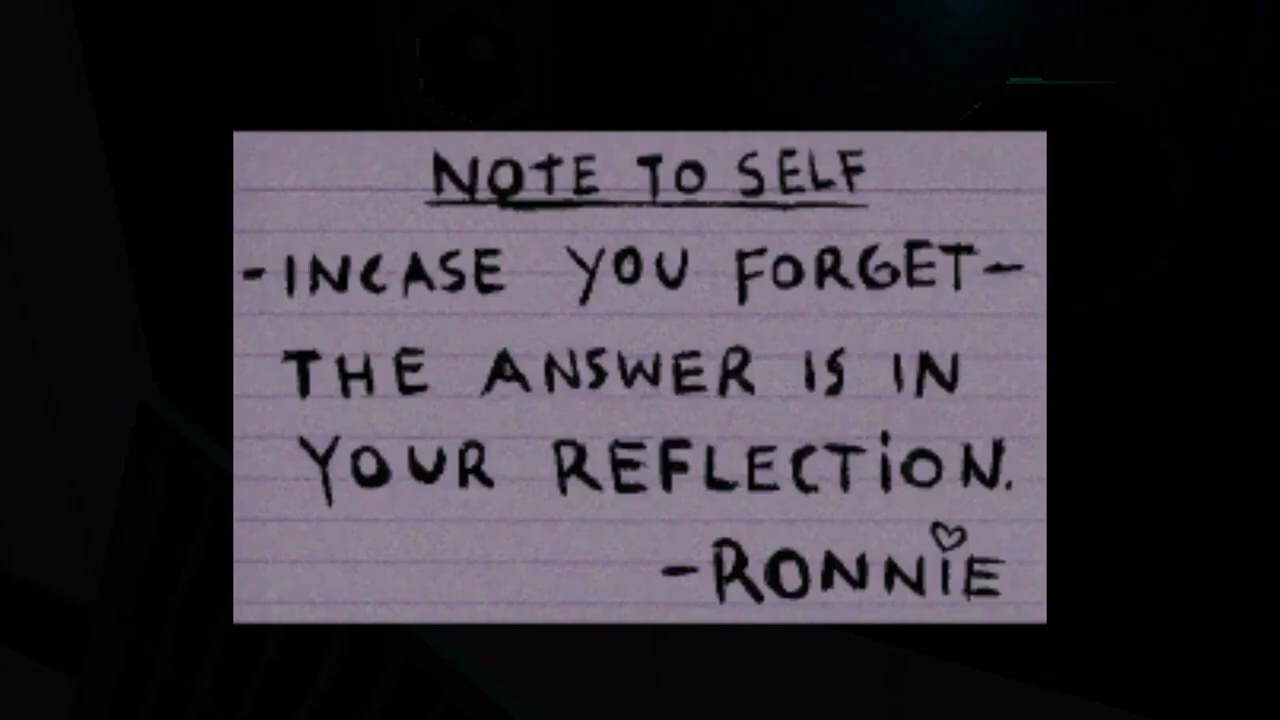 NOTE TO SELF
-INCASE YOU FORGET-
THE ANSWER IS IN
YOUR REFLECTION.
-RONNiE